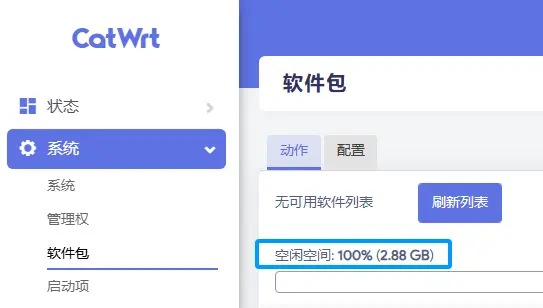 CatWrt
状态
系统
系统
管理权
软件包
启动项
软件包
动作
配置
无可用软件列表
刷新列表
空闲空间: 100% (2.88 GB)